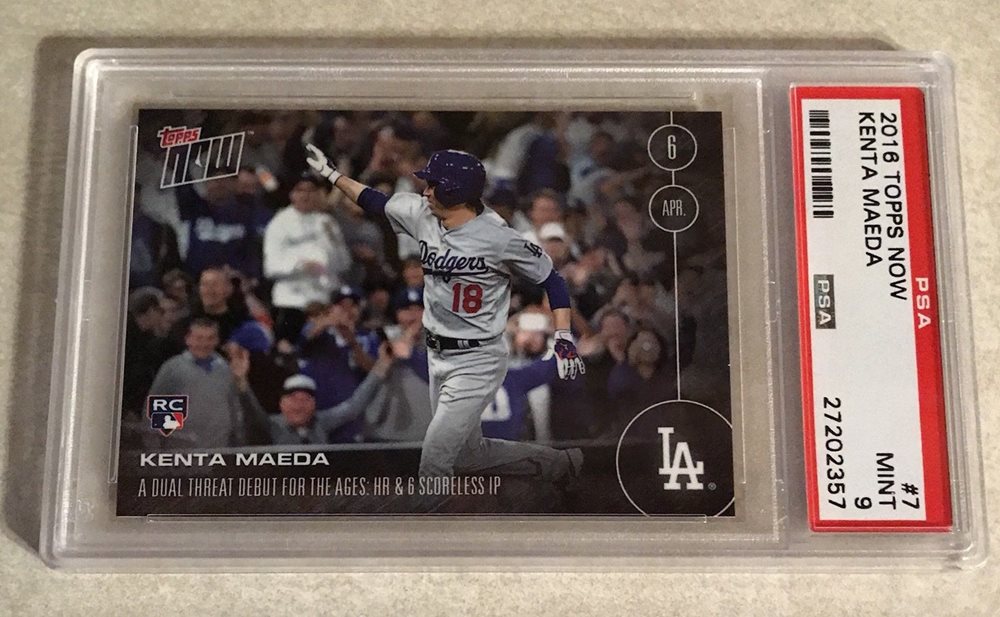 TOPPS
NOW™
6
APR.
Dodgers
18
LA
RC
KENTA MAEDA
A DUAL THREAT DEBUT FOR THE AGES: HR & 6 SCORELESS IP
LA®
PSA
2016 TOPPS NOW #7
KENTA MAEDA MINT
9
PSA 27202357